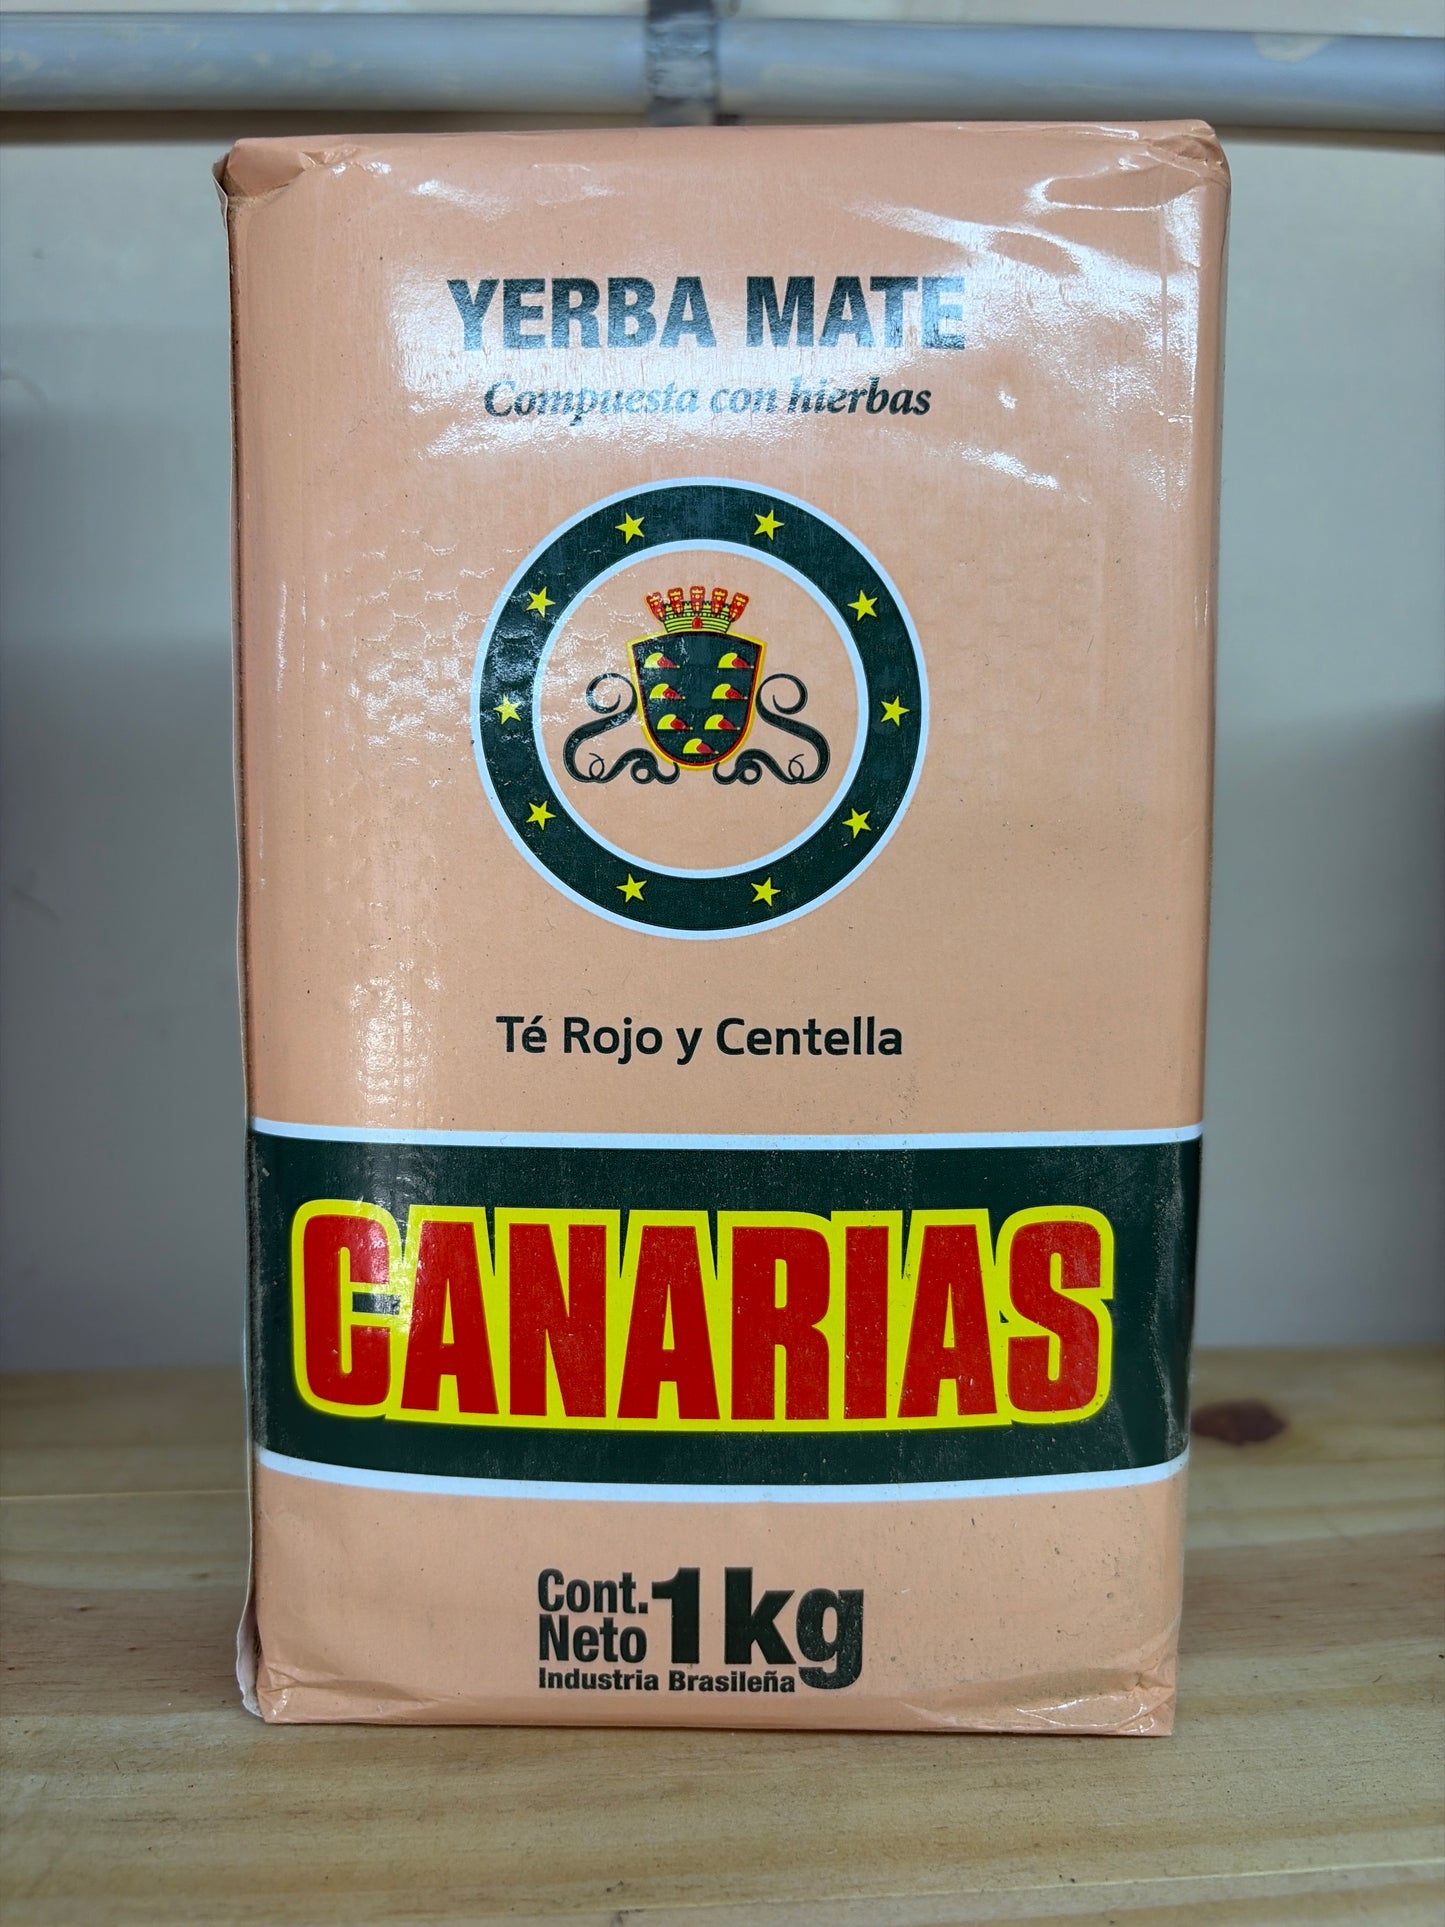 YERBA MATE
Compuesta con hierbas
Té Rojo y Centella
CANARIAS
Cont.
Neto 1kg
Industria Brasileña